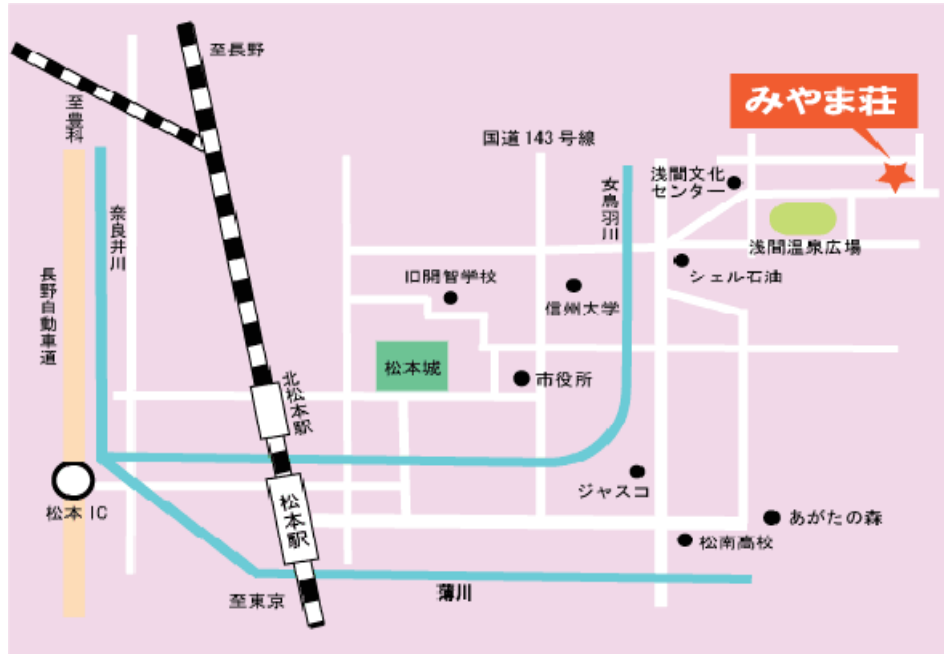 至長野
至豊科
みやま荘
国道143号線
浅間文化
センター
女鳥羽川
奈良井川
浅間温泉広場
長野自動車道
旧開智学校
シェル石油
信州大学
松本城
市役所
北松本駅
ジャスコ
松本IC
松本駅
あがたの森
松南高校
至東京
薄川